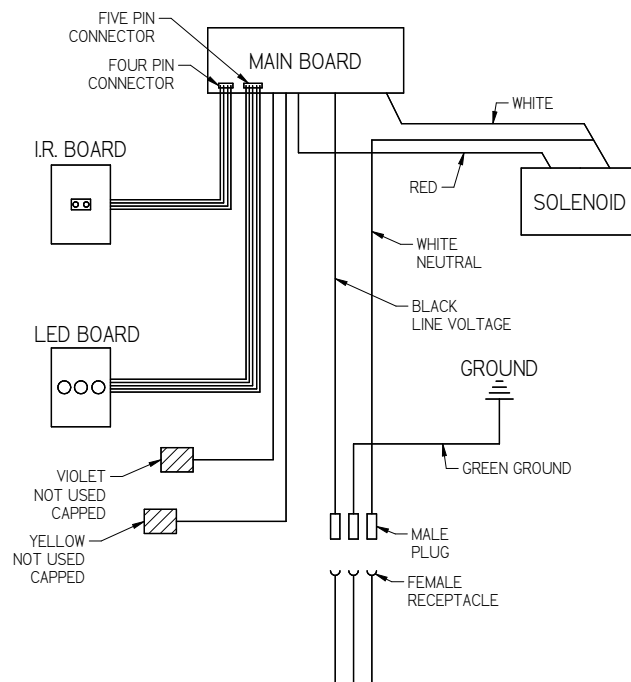 FIVE PIN
CONNECTOR
FOUR PIN
CONNECTOR
MAIN BOARD
WHITE
I.R. BOARD
RED
SOLENOID
WHITE
NEUTRAL
BLACK
LINE VOLTAGE
LED BOARD
GROUND
VIOLET
NOT USED
CAPPED
GREEN GROUND
YELLOW
NOT USED
CAPPED
MALE
PLUG
FEMALE
RECEPTACLE